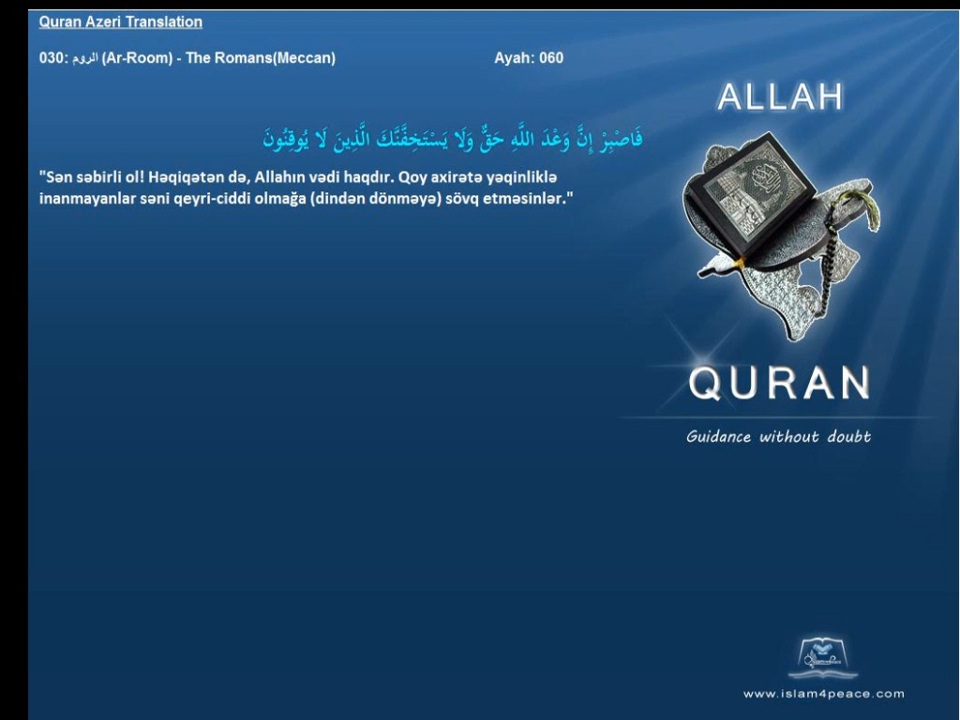 Quran Azeri Translation
030: الروم (Ar-Room) - The Romans(Meccan) Ayah: 060
ALLAH
فَاصْبِرْ إِنَّ وَعْدَ اللَّهِ حَقٌّ وَلَا يَسْتَخِفَّنَّكَ الَّذِينَ لَا يُوقِنُونَ
"Sən səbirli ol! Həqiqətən də, Allahın vədi haqdır. Qoy axirətə yəqinliklə
inanmayanlar səni qeyri-ciddi olmağa (dindən dönməyə) sövq etməsinlər."
QURAN
Guidance without doubt
www.islam4peace.com